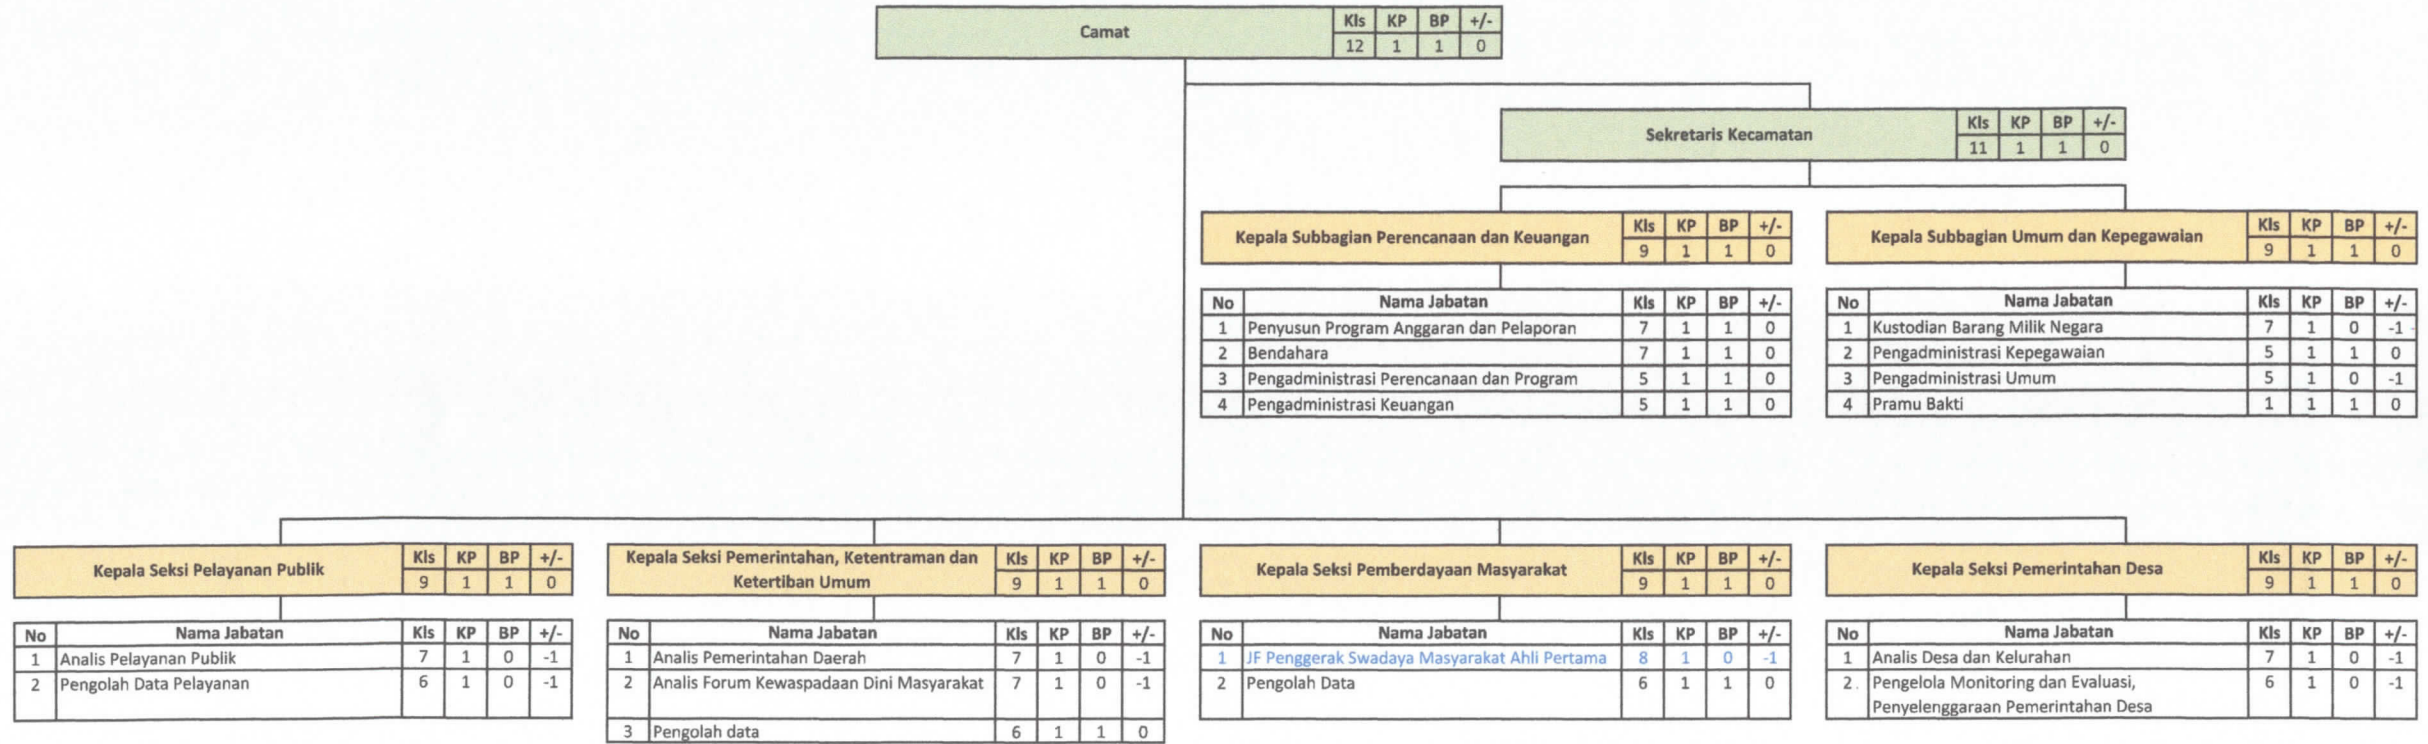 Camat
Kls KP BP +/-
12 1 1 0
Sekretaris Kecamatan
Kls KP BP +/-
11 1 1 0
Kepala Subbagian Perencanaan dan Keuangan
Kls KP BP +/-
9 1 1 0
No Nama Jabatan Kls KP BP +/-
1 Penyusun Program Anggaran dan Pelaporan 7 1 1 0
2 Bendahara 7 1 1 0
3 Pengadministrasi Perencanaan dan Program 5 1 1 0
4 Pengadministrasi Keuangan 5 1 1 0
Kepala Subbagian Umum dan Kepegawaian
Kls KP BP +/-
9 1 1 0
No Nama Jabatan Kls KP BP +/-
1 Kustodian Barang Milik Negara 7 1 0 -1
2 Pengadministrasi Kepegawaian 5 1 1 0
3 Pengadministrasi Umum 5 1 0 -1
4 Pramu Bakti 1 1 1 0
Kepala Seksi Pelayanan Publik
Kls KP BP +/-
9 1 1 0
No Nama Jabatan Kls KP BP +/-
1 Analis Pelayanan Publik 7 1 0 -1
2 Pengolah Data Pelayanan 6 1 0 -1
Kepala Seksi Pemerintahan, Ketentraman dan
Ketertiban Umum
Kls KP BP +/-
9 1 1 0
No Nama Jabatan Kls KP BP +/-
1 Analis Pemerintahan Daerah 7 1 0 -1
2 Analis Forum Kewaspadaan Dini Masyarakat 7 1 0 -1
3 Pengolah data 6 1 1 0
Kepala Seksi Pemberdayaan Masyarakat
Kls KP BP +/-
9 1 1 0
No Nama Jabatan Kls KP BP +/-
1 JF Penggerak Swadaya Masyarakat Ahli Pertama 8 1 0 -1
2 Pengolah Data 6 1 1 0
Kepala Seksi Pemerintahan Desa
Kls KP BP +/-
9 1 1 0
No Nama Jabatan Kls KP BP +/-
1 Analis Desa dan Kelurahan 7 1 0 -1
2. Pengelola Monitoring dan Evaluasi, 6 1 0 -1
Penyelenggaraan Pemerintahan Desa